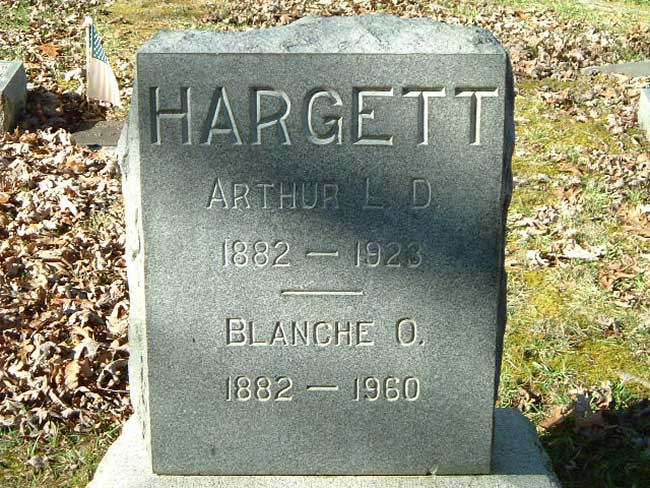 HARGETT
ARTHUR L. D.
1882 — 1923
BLANCHE O.
1882 — 1960